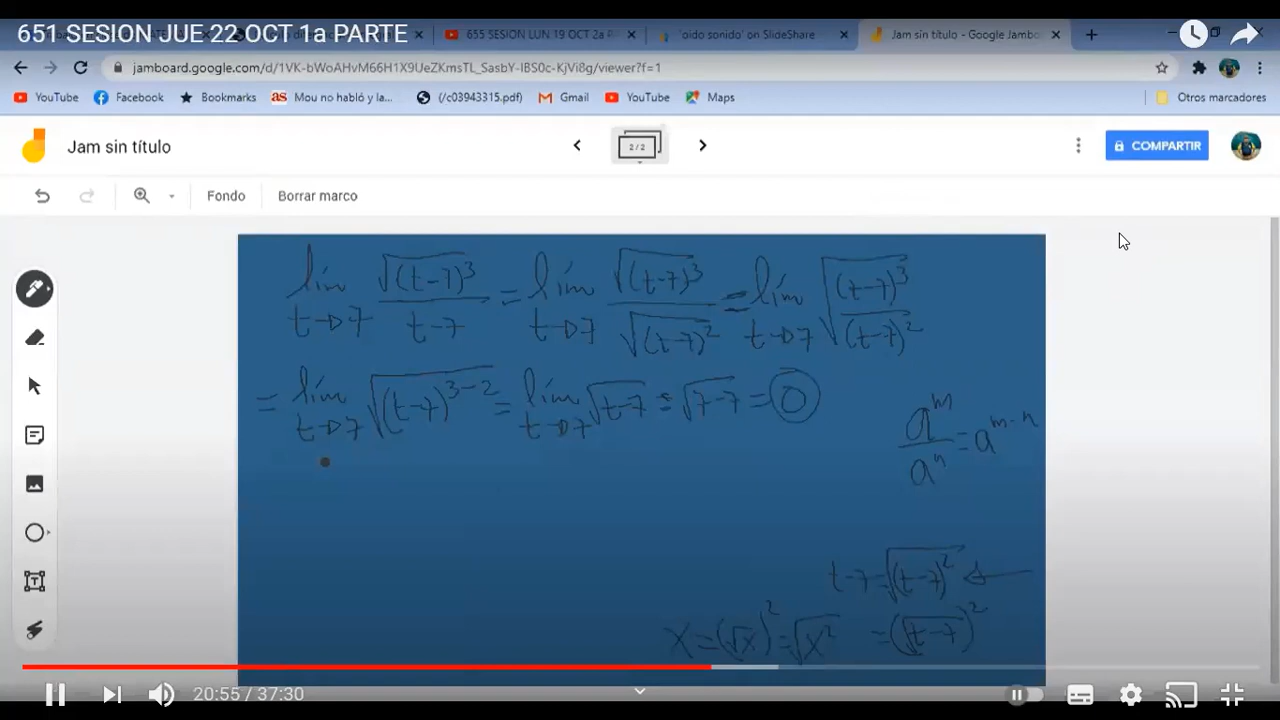 651 SESION JUE 22 OCT 1a PARTE
655 SESION LUN 19 OCT 2a P
'oido sonido' on SlideShare
Jam sin título - Google Jambo
jamboard.google.com/d/1VK-bWoAHvM66H1X9UeZKmsTL_SasbY-IBS0c-KjVi8g/viewer?f=1
YouTube Facebook Bookmarks as Mou no habló y la... (/c03943315.pdf) Gmail YouTube Maps Otros marcadores
Jam sin título 2/2 COMPARTIR
Fondo Borrar marco
lím t→7 √(t-7)³ / t-7 = lím t→7 √(t-7)³ / √(t-7)² = lím t→7 √((t-7)³ / (t-7)²)
= lím t→7 √(t-7)³⁻² = lím t→7 √t-7 = √7-7 = 0
aᵐ / aⁿ = aᵐ⁻ⁿ
t-7 = √(t-7)² ←
x = (√x)² = √x² = (√t-7)²
20:55 / 37:30